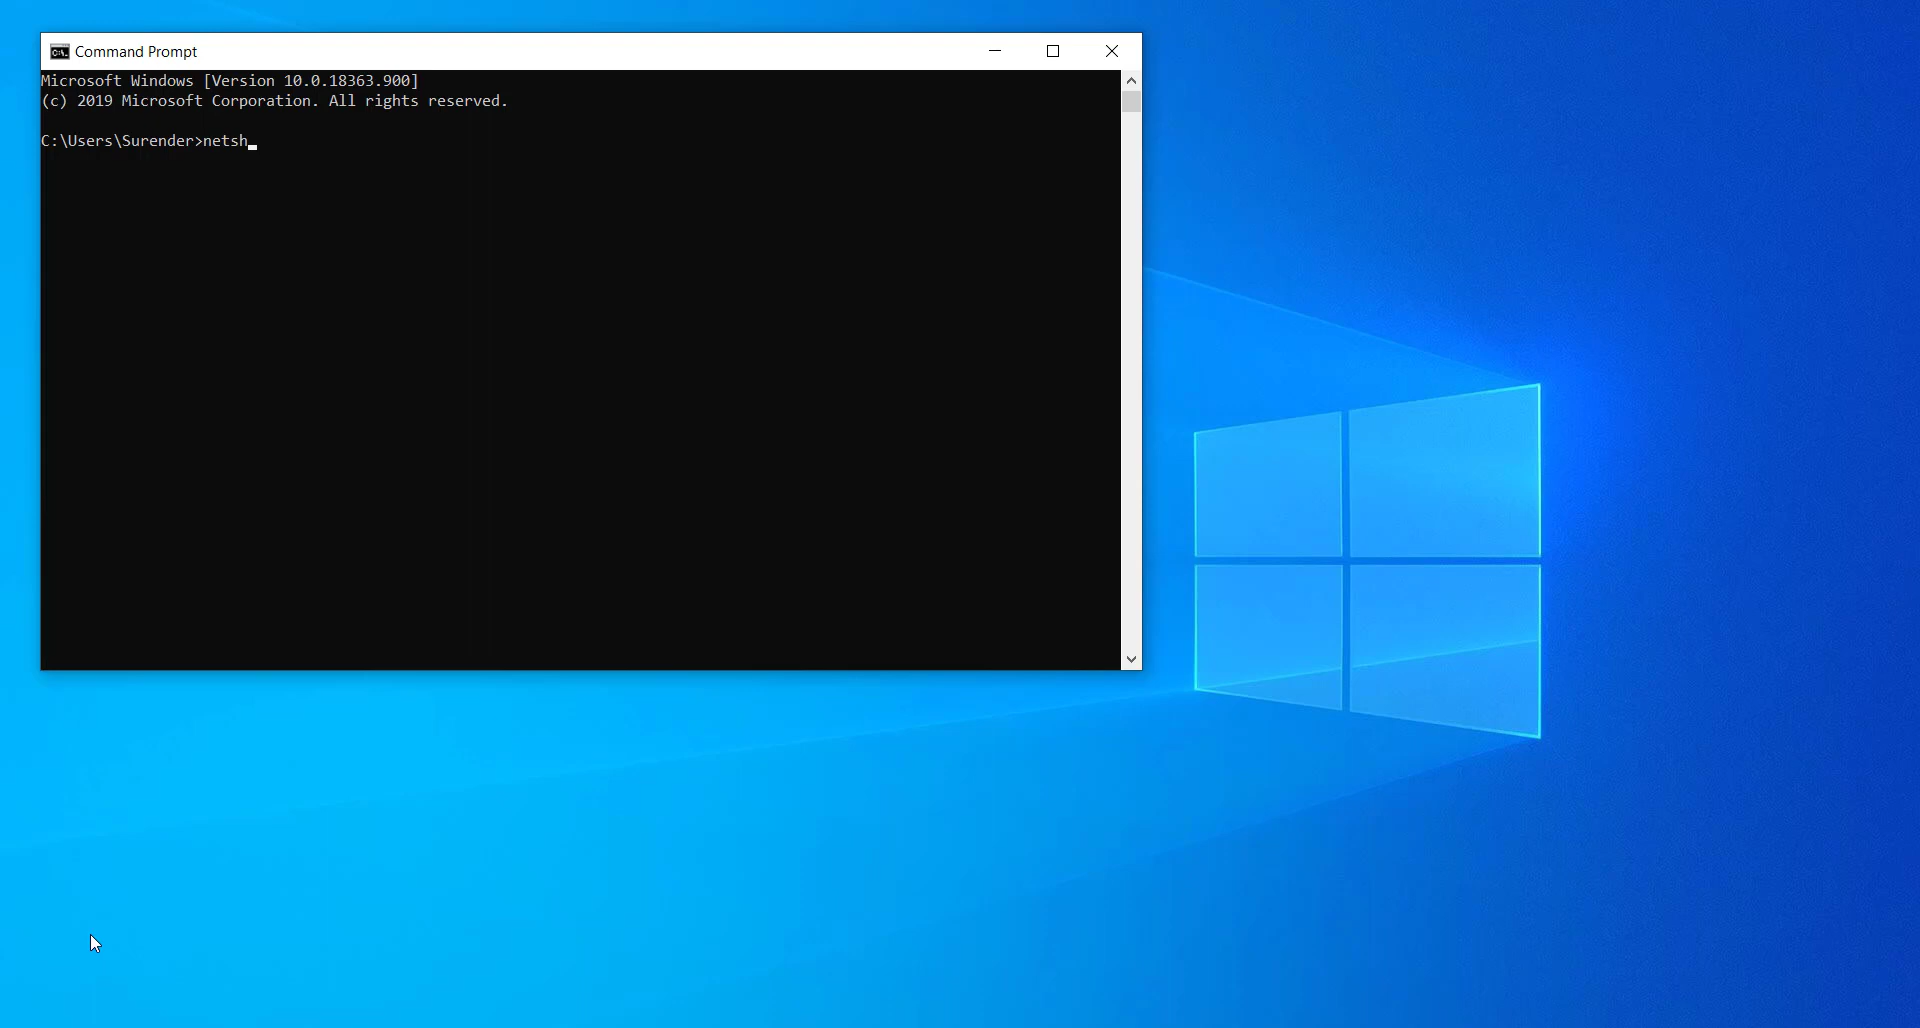 Command Prompt
Microsoft Windows [Version 10.0.18363.900]
(c) 2019 Microsoft Corporation. All rights reserved.
C:\Users\Surender>netsh